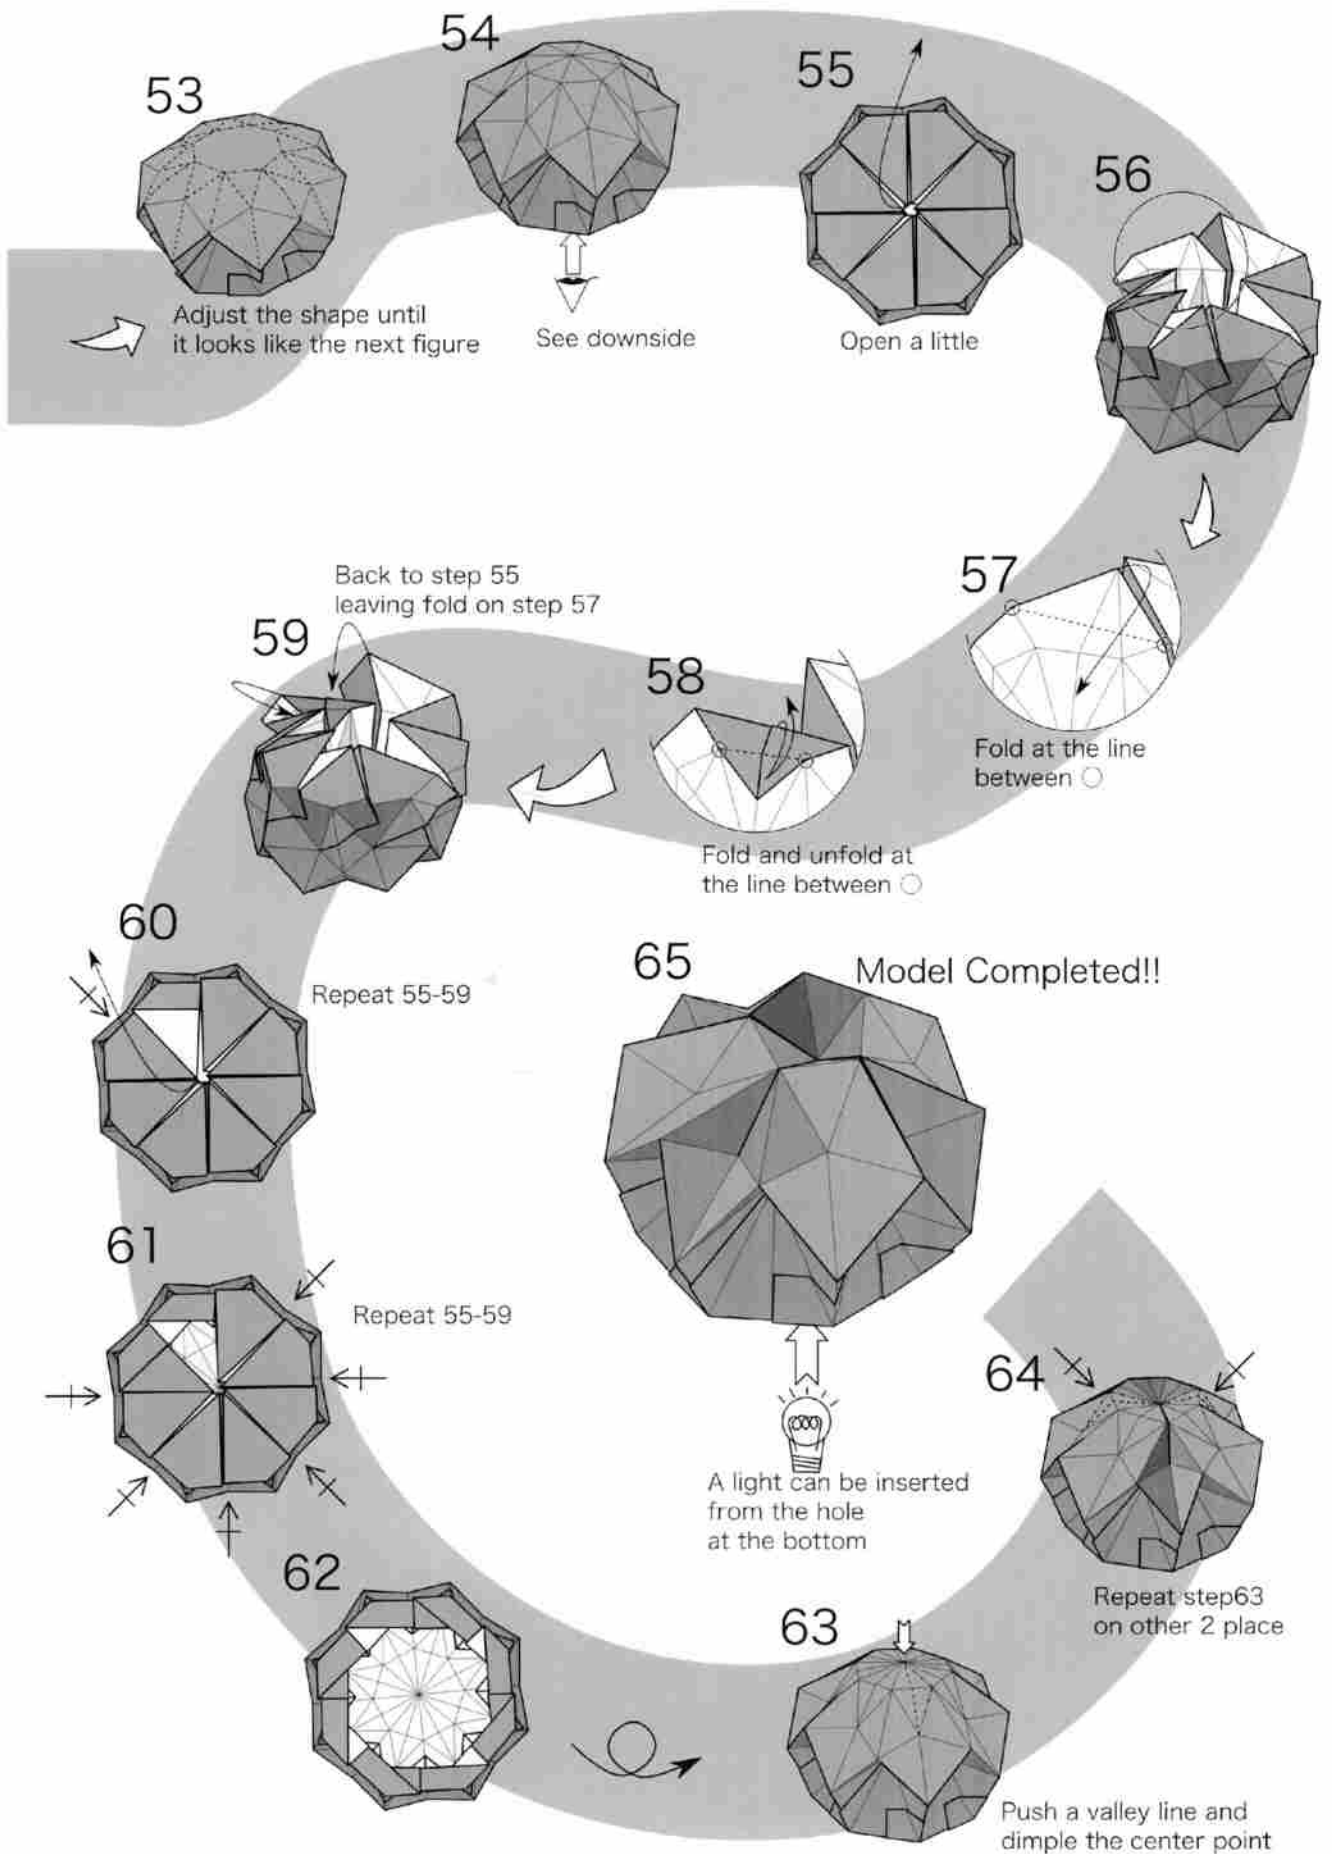 53
Adjust the shape until
it looks like the next figure
54
See downside
55
Open a little
56
57
Fold at the line
between ○
58
Fold and unfold at
the line between ○
59
Back to step 55
leaving fold on step 57
60
Repeat 55-59
61
Repeat 55-59
62
63
Push a valley line and
dimple the center point
64
Repeat step63
on other 2 place
65
Model Completed!!
A light can be inserted
from the hole
at the bottom